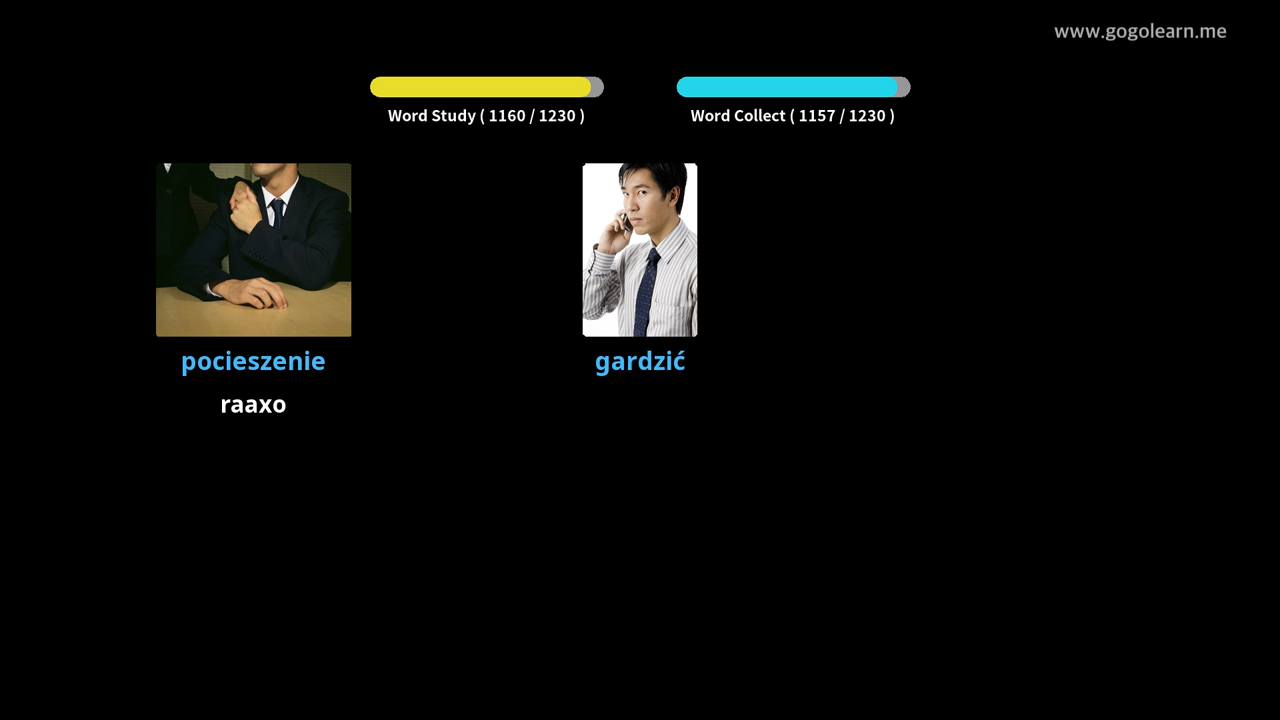 www.gogolearn.me
Word Study ( 1160 / 1230 )
Word Collect ( 1157 / 1230 )
pocieszenie
gardzić
raaxo